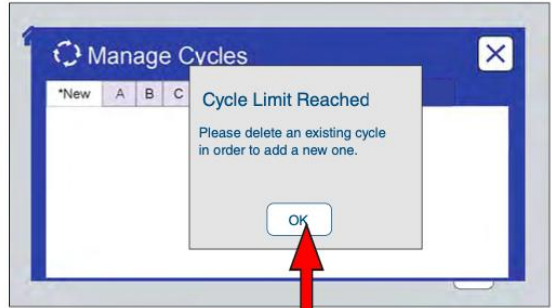 Manage Cycles
*New A B C
Cycle Limit Reached
Please delete an existing cycle
in order to add a new one.
OK